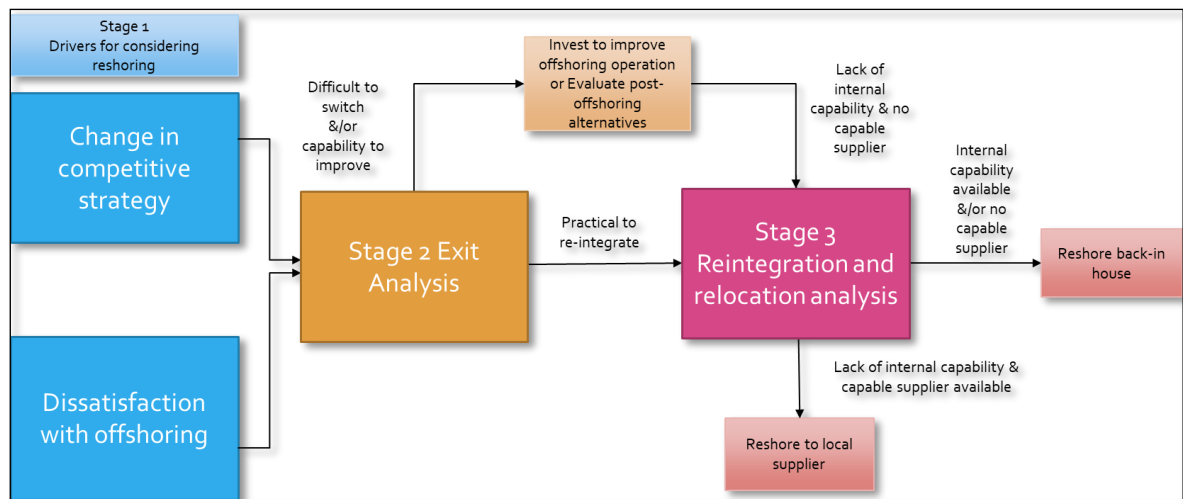 Stage 1
Drivers for considering
reshoring
Change in
competitive
strategy
Dissatisfaction
with offshoring
Difficult to
switch
&/or
capability to
improve
Stage 2 Exit
Analysis
Invest to improve
offshoring operation
or Evaluate post-
offshoring
alternatives
Practical to
re-integrate
Lack of
internal
capability & no
capable
supplier
Stage 3
Reintegration and
relocation analysis
Internal
capability
available
&/or no
capable
supplier
Reshore back-in
house
Lack of internal capability &
capable supplier available
Reshore to local
supplier